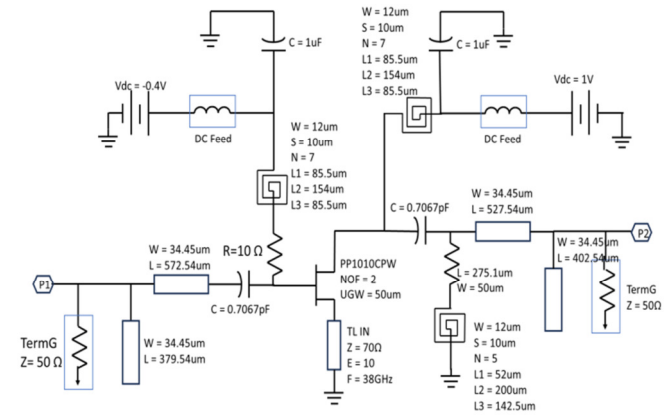 W = 12um
S = 10um
N = 7
L1 = 85.5um
L2 = 154um
L3 = 85.5um
C = 1uF
C = 1uF
Vdc = -0.4V
Vdc = 1V
DC Feed
DC Feed
W = 12um
S = 10um
N = 7
L1 = 85.5um
L2 = 154um
L3 = 85.5um
C = 0.7067pF
W = 34.45um
L = 527.54um
P2
R=10 Ω
W = 34.45um
L = 572.54um
W = 34.45um
L = 402.54um
P1
C = 0.7067pF
PP1010CPW
NOF = 2
UGW = 50um
L = 275.1um
W = 50um
TermG
Z= 50Ω
TermG
Z= 50 Ω
W = 34.45um
L = 379.54um
TL IN
Z = 70Ω
E = 10
F = 38GHz
W = 12um
S = 10um
N = 5
L1 = 52um
L2 = 200um
L3 = 142.5um